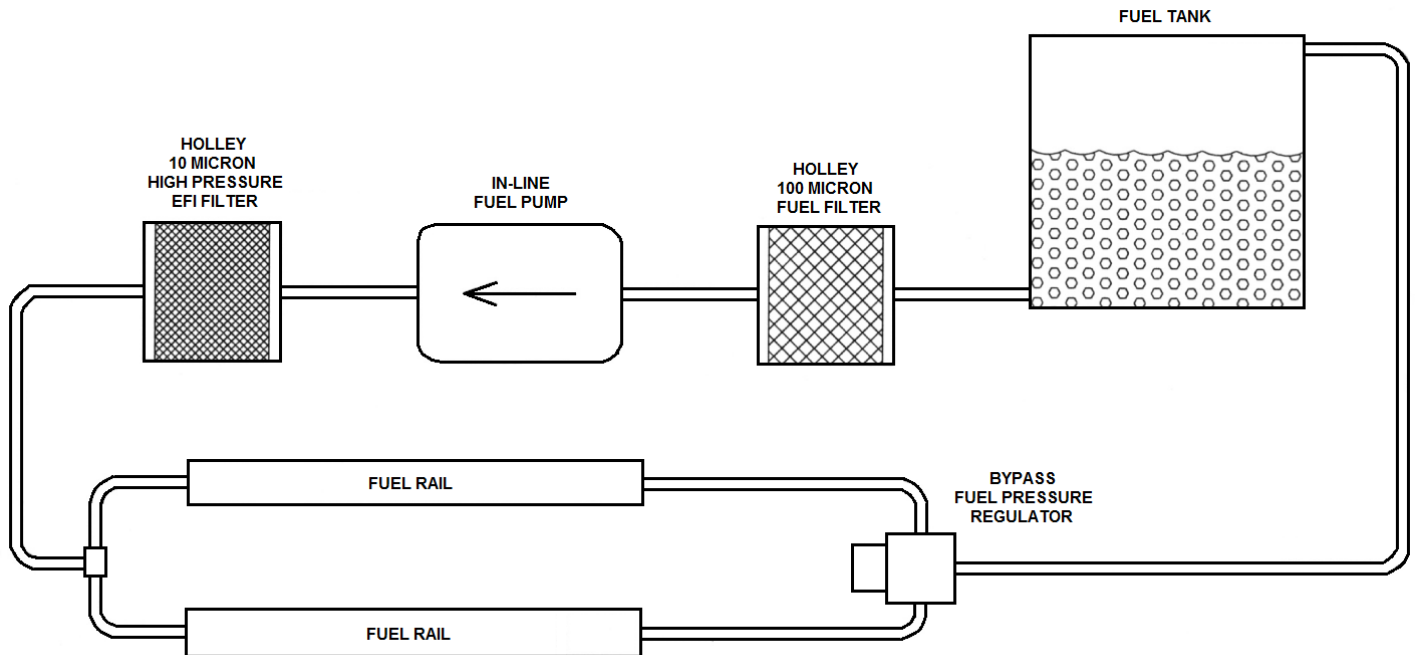 FUEL TANK
HOLLEY
10 MICRON
HIGH PRESSURE
EFI FILTER
IN-LINE
FUEL PUMP
HOLLEY
100 MICRON
FUEL FILTER
FUEL RAIL
BYPASS
FUEL PRESSURE
REGULATOR
FUEL RAIL